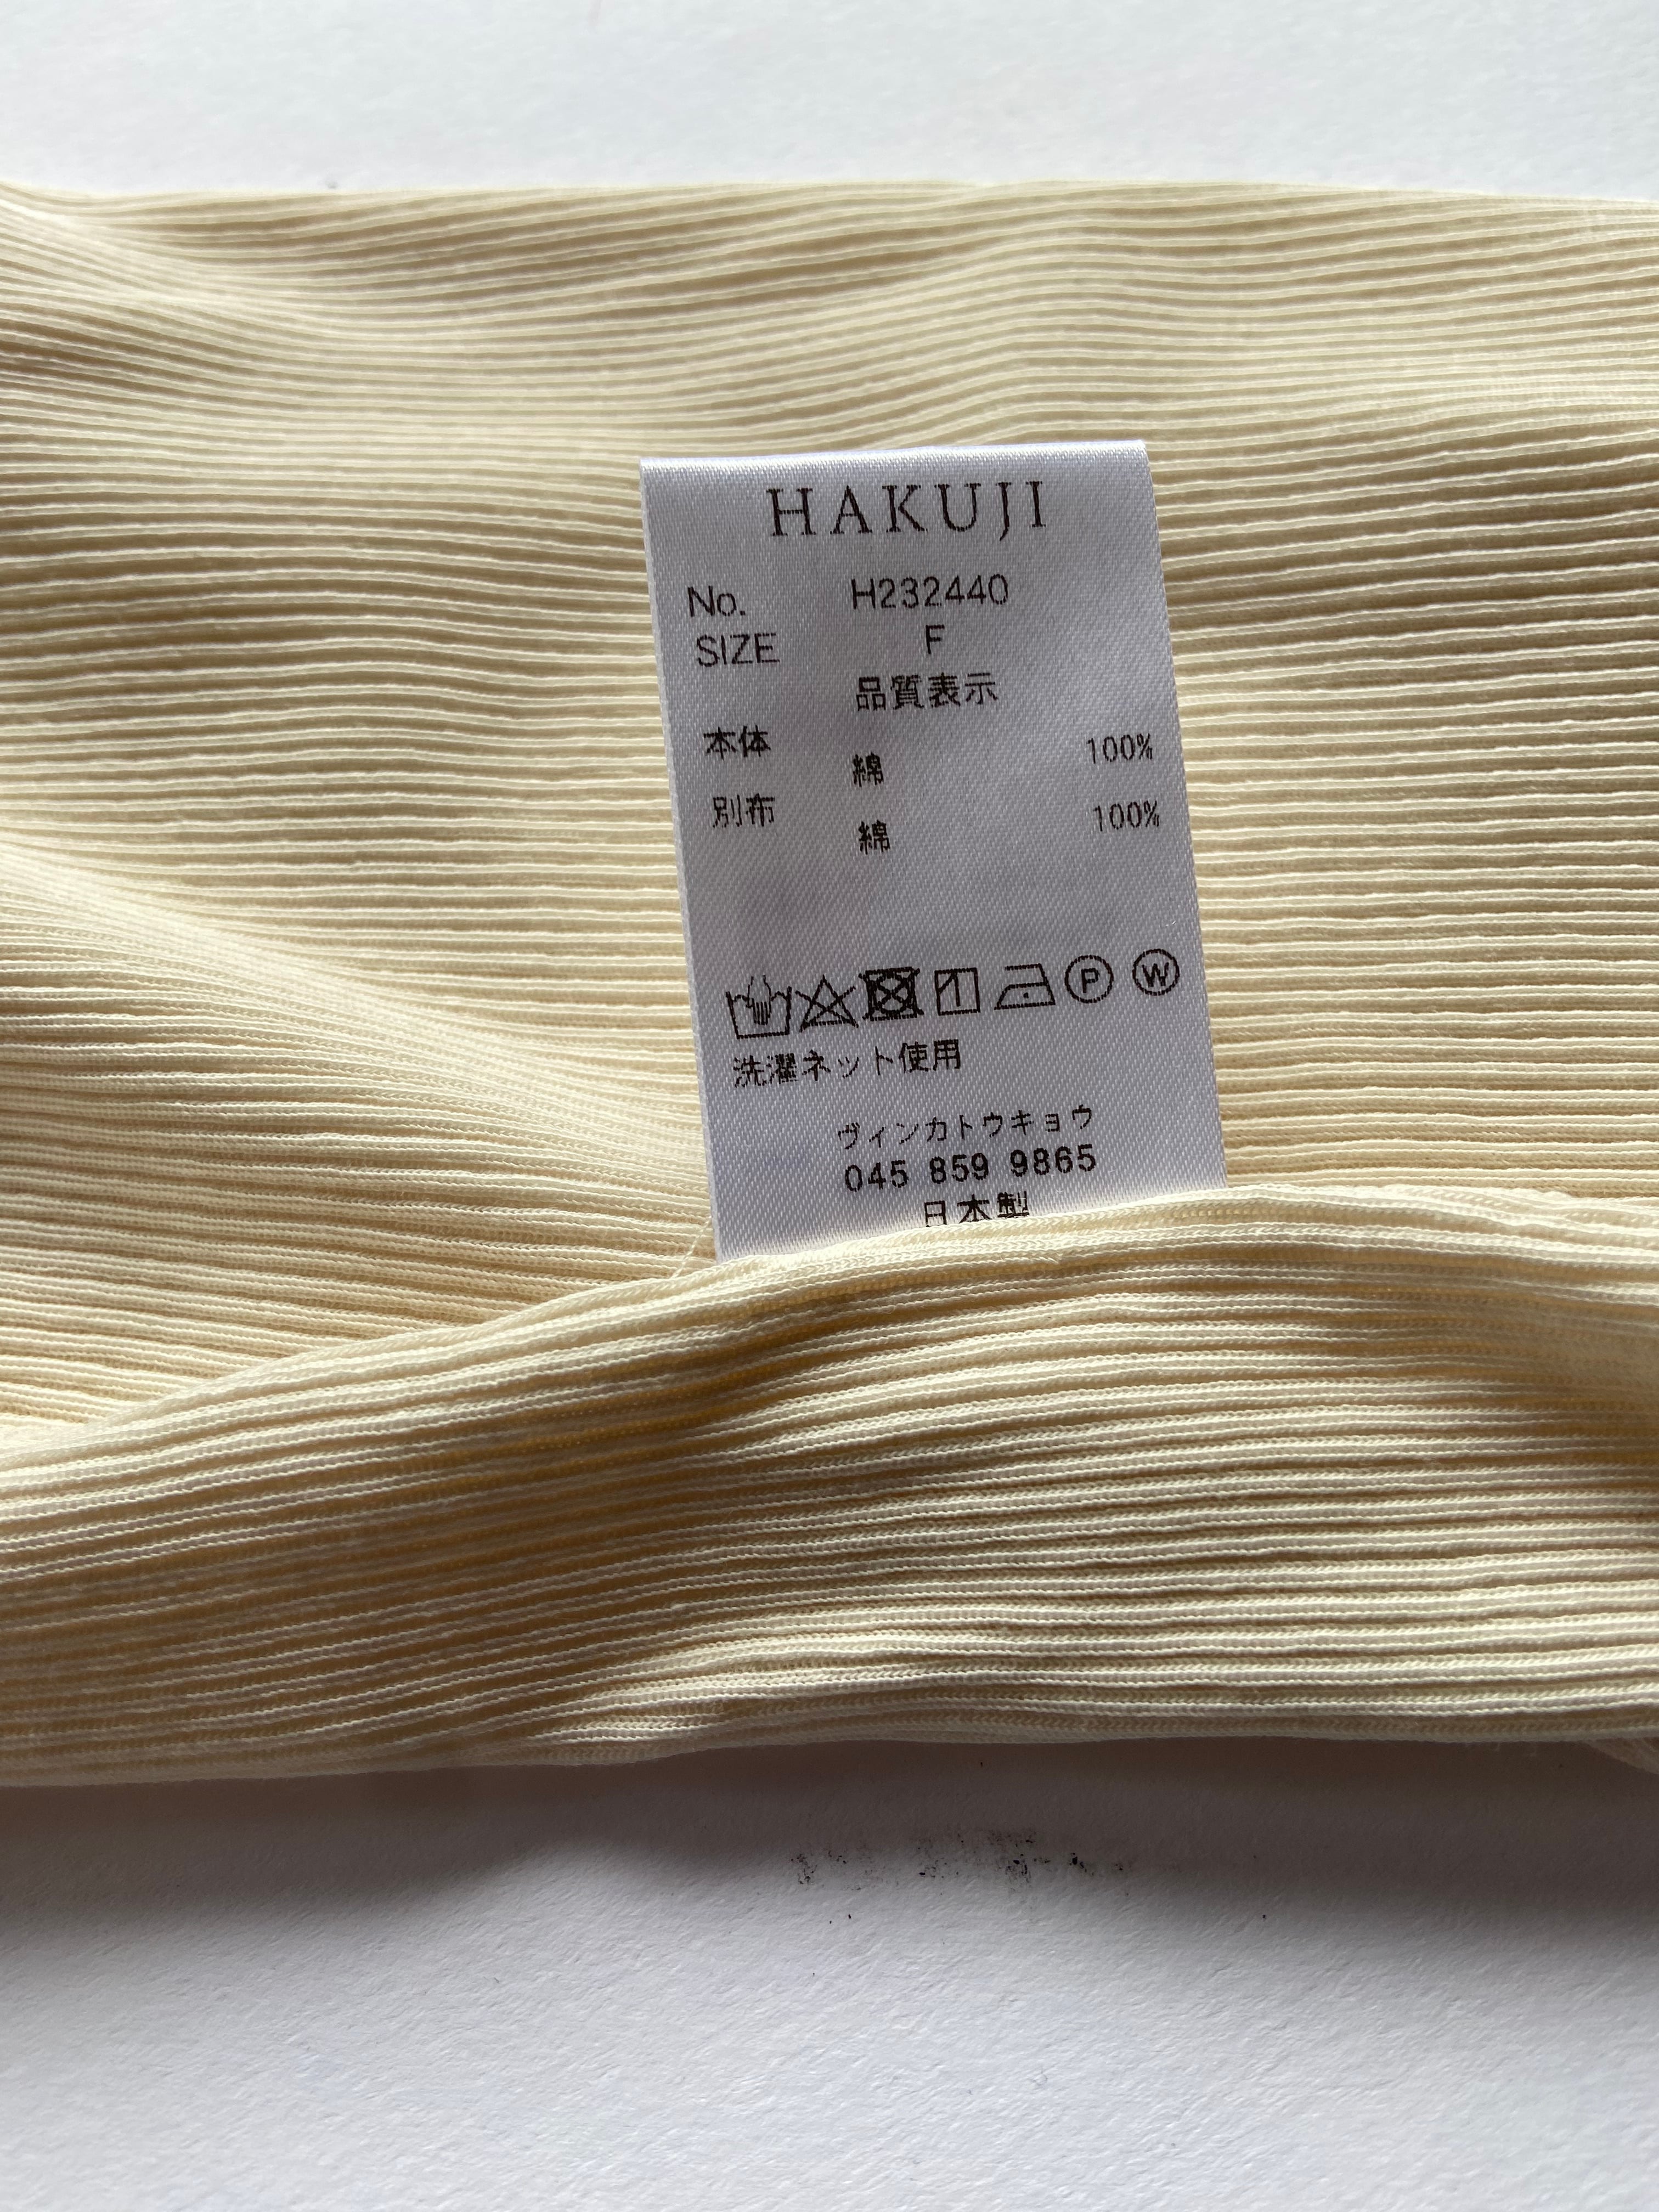 HAKUJI
No. H232440
SIZE F
品質表示
本体 綿 100%
別布 綿 100%
P W
洗濯ネット使用
ヴィンカトウキョウ
045 859 9865
日本製